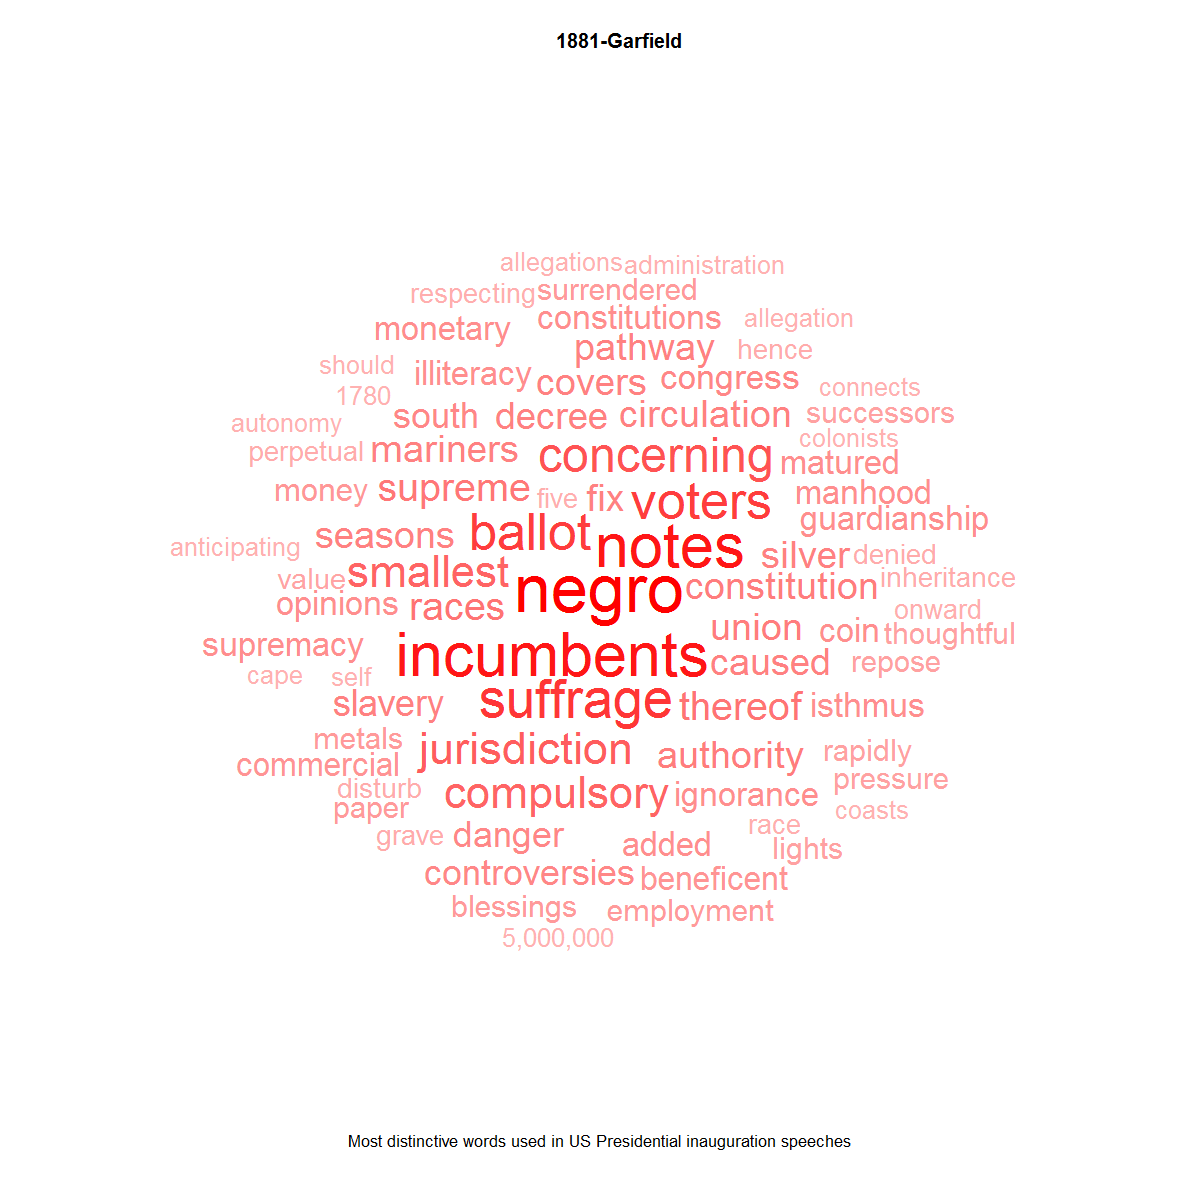 1881-Garfield
allegations administration
respecting surrendered
monetary constitutions allegation
pathway hence
should illiteracy covers congress connects
1780
autonomy south decree circulation successors
perpetual mariners concerning colonists
matured
money supreme five fix voters manhood
guardianship
anticipating seasons ballot notes silver denied
value smallest negro constitution inheritance
opinions races onward
supremacy incumbents union coin thoughtful
cape self caused repose
slavery suffrage thereof isthmus
metals jurisdiction authority rapidly
commercial pressure
disturb compulsory ignorance
paper coasts
grave danger added race lights
controversies beneficent
blessings employment
5,000,000
Most distinctive words used in US Presidential inauguration speeches